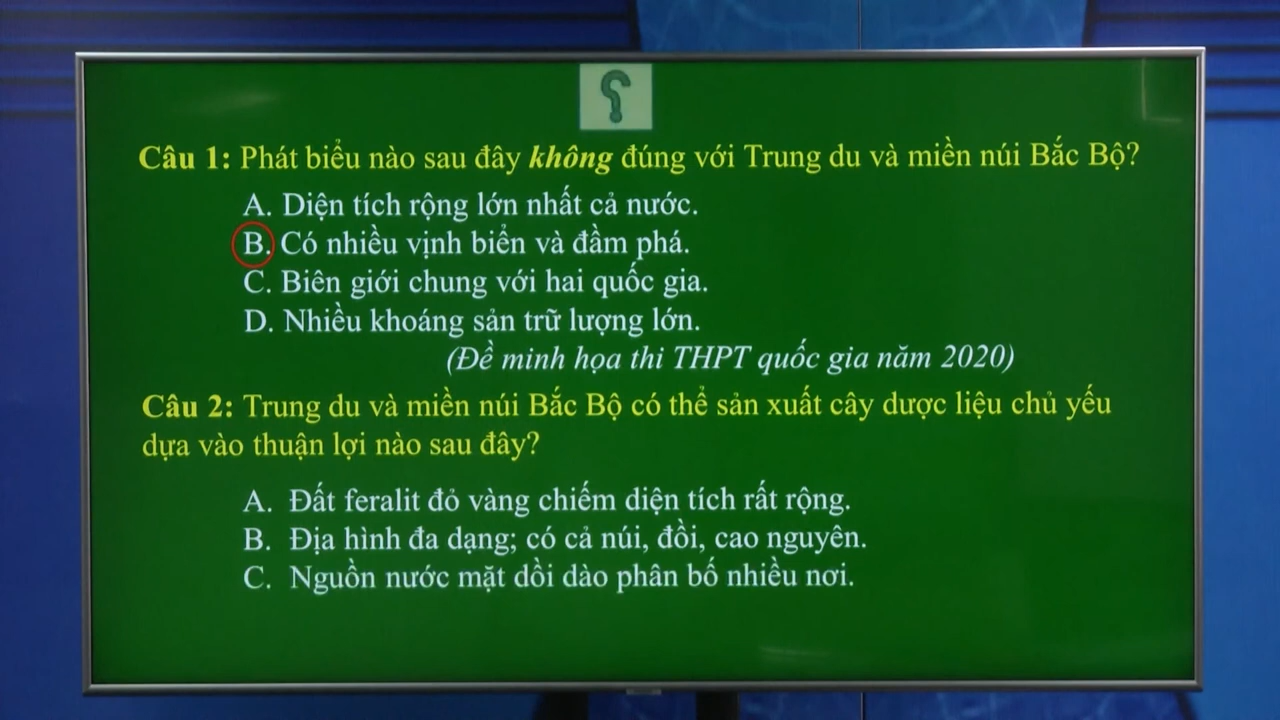 Câu 1: Phát biểu nào sau đây không đúng với Trung du và miền núi Bắc Bộ?
A. Diện tích rộng lớn nhất cả nước.
B. Có nhiều vịnh biển và đầm phá.
C. Biên giới chung với hai quốc gia.
D. Nhiều khoáng sản trữ lượng lớn.
(Đề minh họa thi THPT quốc gia năm 2020)
Câu 2: Trung du và miền núi Bắc Bộ có thể sản xuất cây dược liệu chủ yếu
dựa vào thuận lợi nào sau đây?
A. Đất feralit đỏ vàng chiếm diện tích rất rộng.
B. Địa hình đa dạng; có cả núi, đồi, cao nguyên.
C. Nguồn nước mặt dồi dào phân bố nhiều nơi.